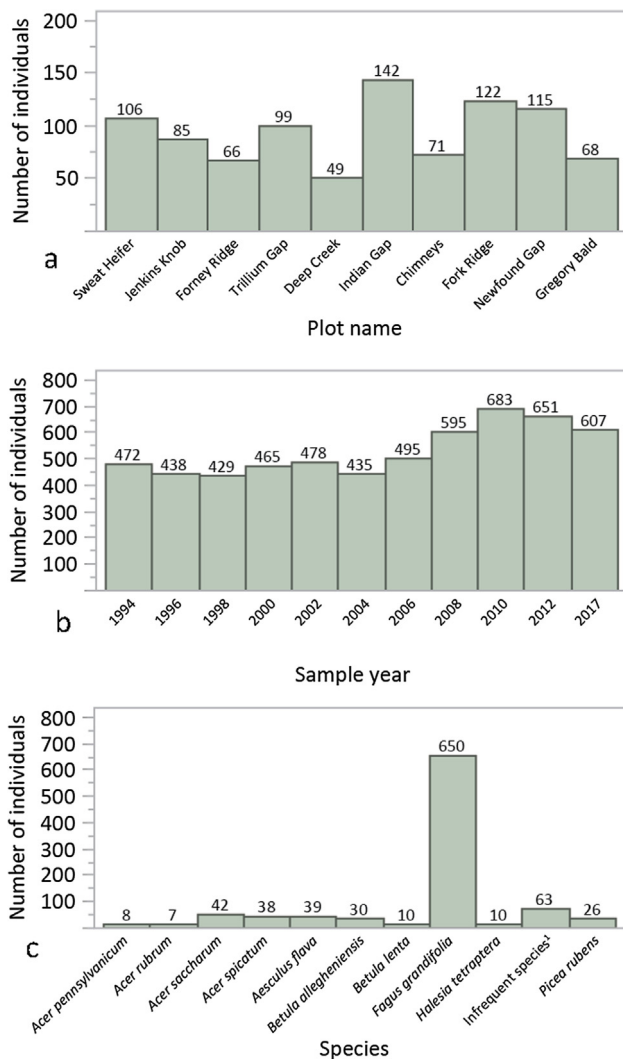 Number of individuals
200
150
100
50
106
85
66
99
49
142
71
122
115
68
a
Sweat Heifer
Jenkins Knob
Forney Ridge
Trillium Gap
Deep Creek
Indian Gap
Chimneys
Fork Ridge
Newfound Gap
Gregory Bald
Plot name
Number of individuals
800
700
600
500
400
300
200
100
472
438
429
465
478
435
495
595
683
651
607
b
1994
1996
1998
2000
2002
2004
2006
2008
2010
2012
2017
Sample year
Number of individuals
800
700
600
500
400
300
200
100
8
7
42
38
39
30
10
650
10
63
26
c
Acer pennsylvanicum
Acer rubrum
Acer saccharum
Acer spicatum
Aesculus flava
Betula allegheniensis
Betula lenta
Fagus grandifolia
Halesia tetraptera
Infrequent species¹
Picea rubens
Species